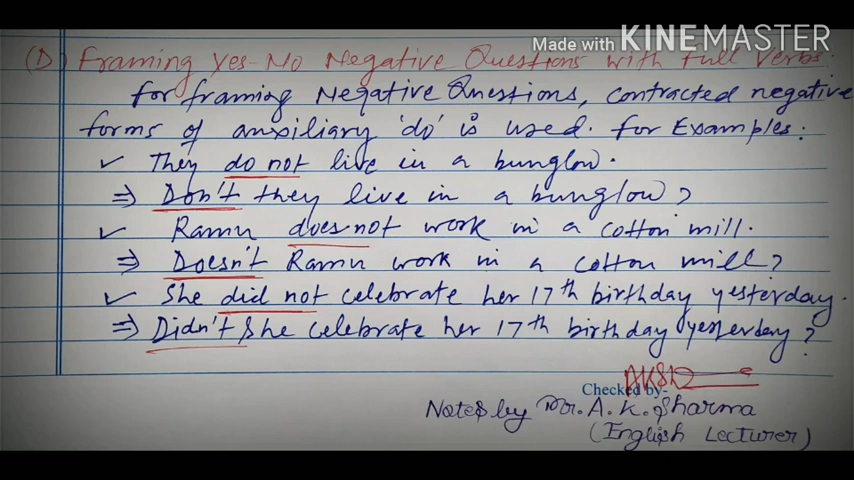 Made with KINEMASTER
(D) Framing Yes-No Negative Questions with Full Verbs.
for framing Negative Questions, contracted negative
forms of auxiliary 'do' is used. for Examples:
✓ They do not live in a bunglow.
⇒ Don't they live in a bunglow?
✓ Ramu does not work in a cotton mill.
⇒ Doesn't Ramu work in a cotton mill?
✓ She did not celebrate her 17th birthday yesterday.
⇒ Didn't she celebrate her 17th birthday yesterday?
Checked by-
Notes by Mr. A. K. Sharma
(English Lecturer)